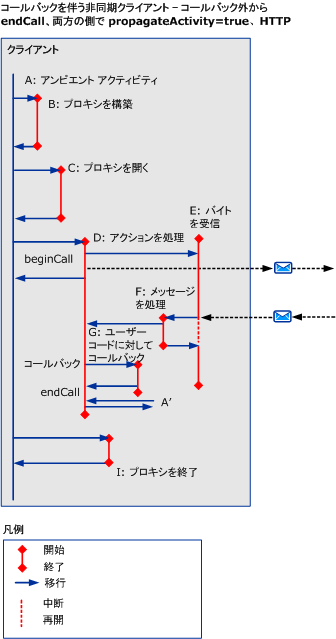 コールバックを伴う非同期クライアント – コールバック外から
endCall、両方の側で propagateActivity=true、HTTP
クライアント
A: アンビエント アクティビティ
B: プロキシを構築
C: プロキシを開く
E: バイト
を受信
D: アクションを処理
beginCall
F: メッセージ
を処理
G: ユーザー
コードに対して
コールバック
コールバック
endCall
A’
I: プロキシを終了
凡例
開始
終了
移行
中断
再開